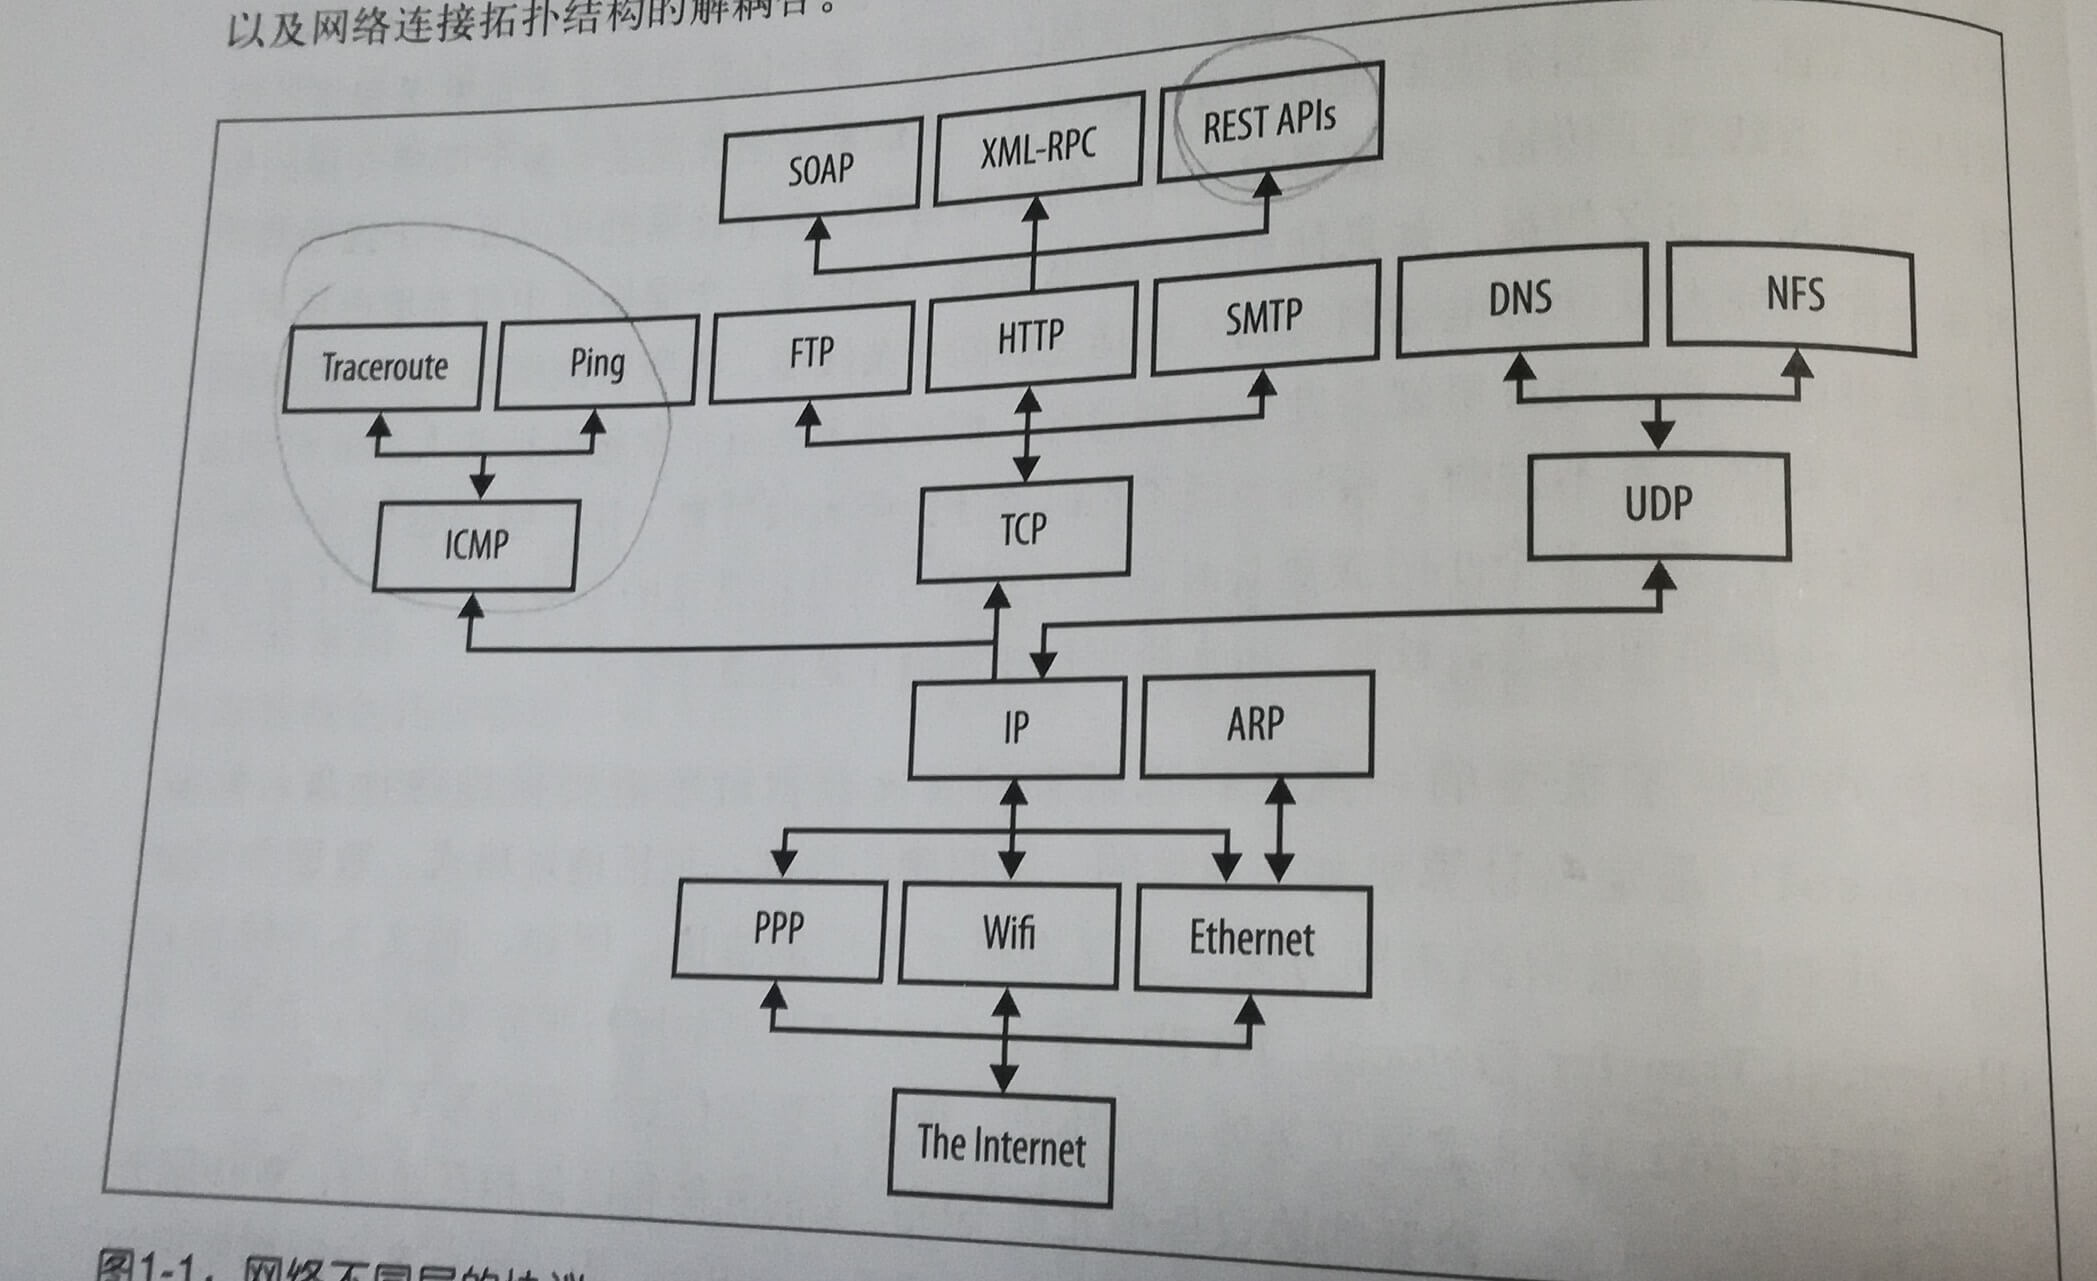 以及网络连接拓扑结构的解耦合。
SOAP
XML-RPC
REST APIs
Traceroute
Ping
FTP
HTTP
SMTP
DNS
NFS
ICMP
TCP
UDP
IP
ARP
PPP
Wifi
Ethernet
The Internet
图1-1：网络不同层的协议